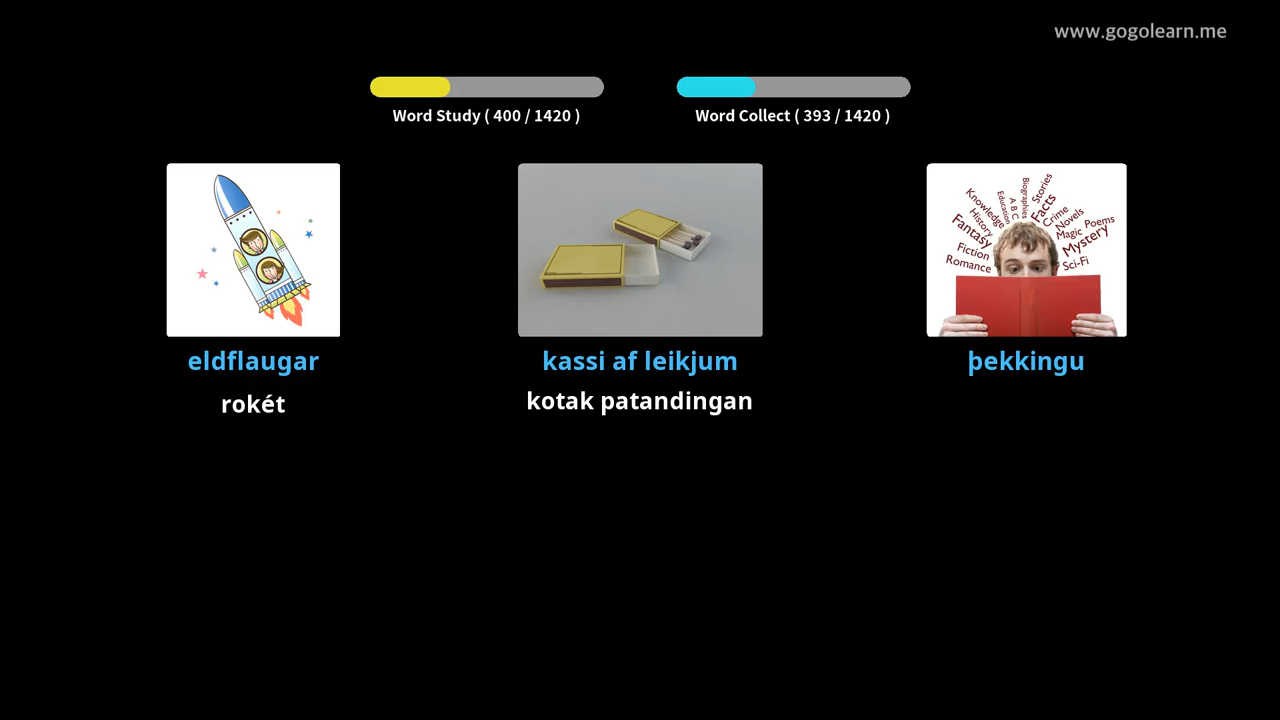 www.gogolearn.me
Word Study ( 400 / 1420 )
Word Collect ( 393 / 1420 )
Knowledge
History
Fantasy
Fiction
Romance
Education
A B C
Biographies
Stories
Facts
Crime
Novels
Magic
Poems
Mystery
Sci-Fi
eldflaugar
kassi af leikjum
þekkingu
rokét
kotak patandingan